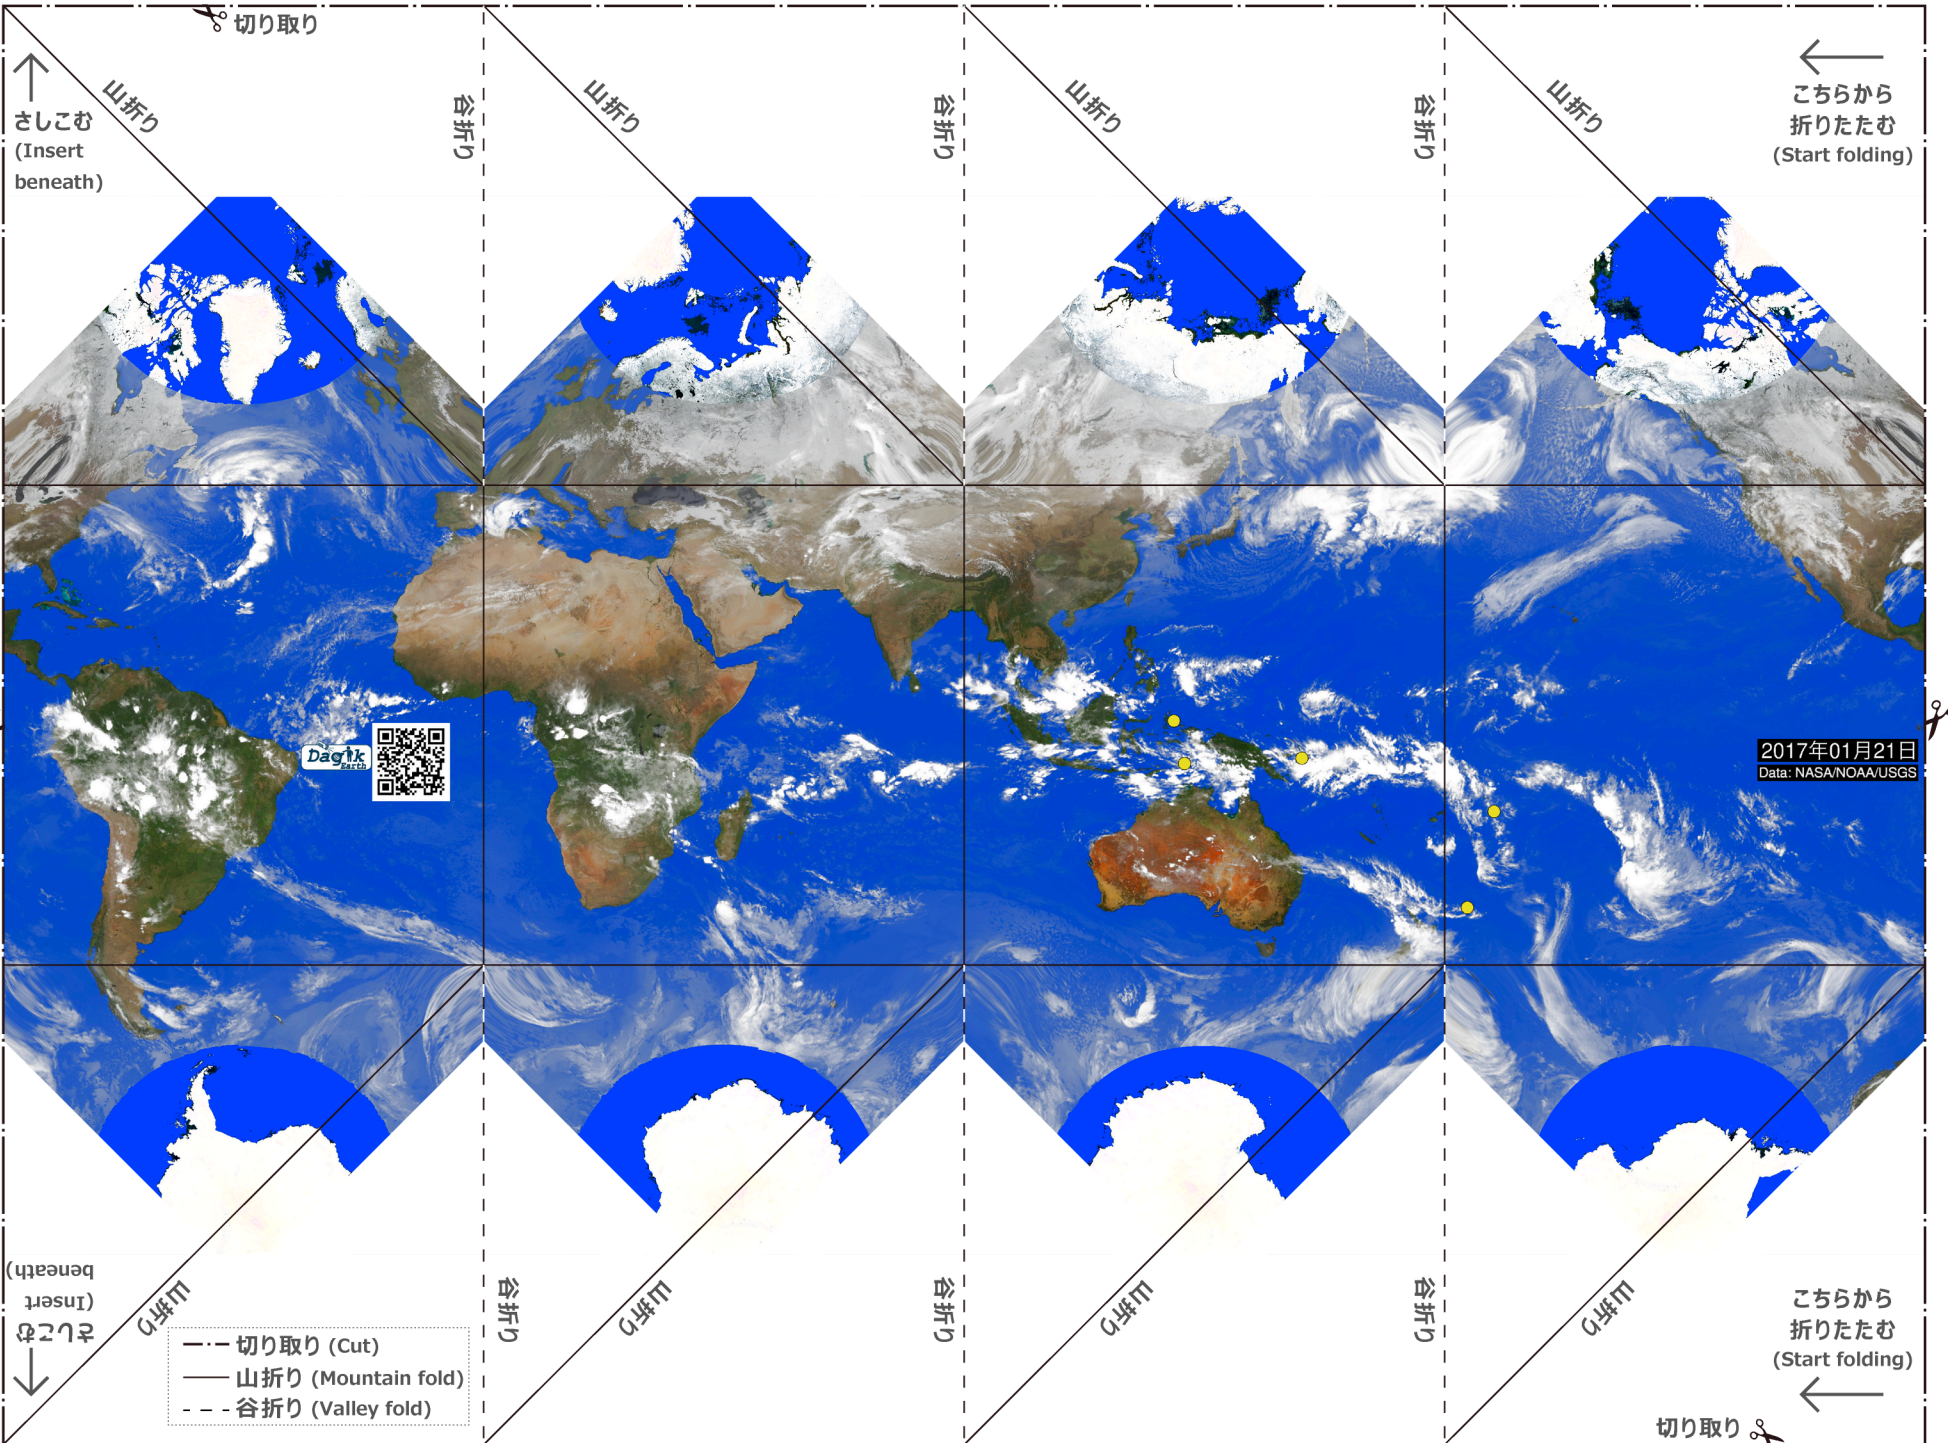 切り取り
さしこむ
(Insert
beneath)
山折り
谷折り
山折り
谷折り
山折り
谷折り
山折り
こちらから
折りたたむ
(Start folding)
Dagik
Earth
2017年01月21日
Data: NASA/NOAA/USGS
さしこむ
(Insert
beneath)
山折り
谷折り
山折り
谷折り
山折り
谷折り
山折り
こちらから
折りたたむ
(Start folding)
切り取り (Cut)
山折り (Mountain fold)
谷折り (Valley fold)
切り取り